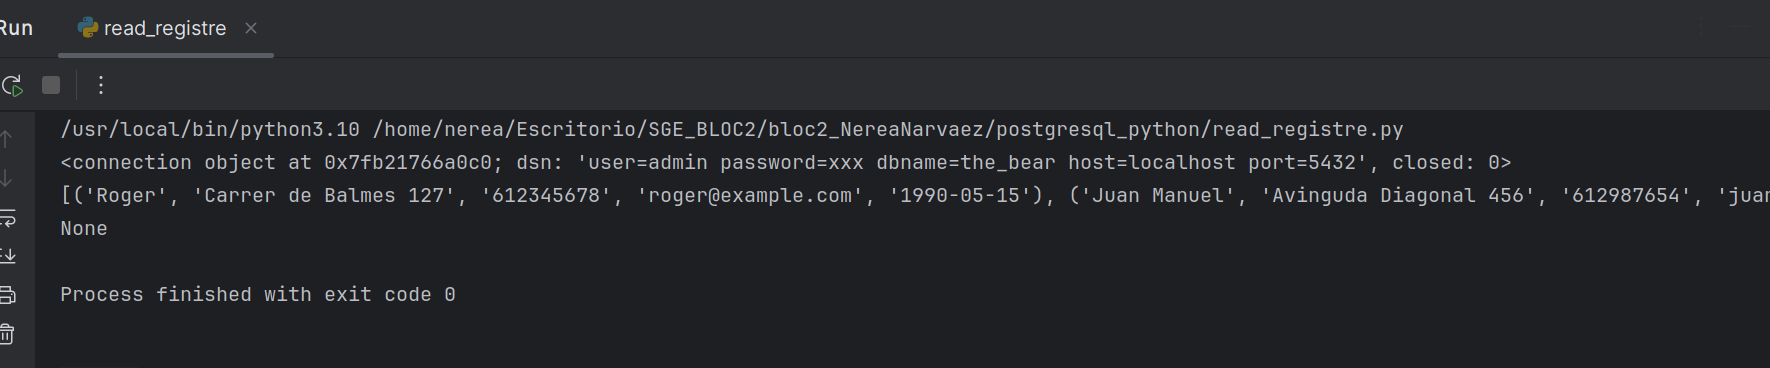 Run read_registre
/usr/local/bin/python3.10 /home/nerea/Escritorio/SGE_BLOC2/bloc2_NereaNarvaez/postgresql_python/read_registre.py
<connection object at 0x7fb21766a0c0; dsn: 'user=admin password=xxx dbname=the_bear host=localhost port=5432', closed: 0>
[('Roger', 'Carrer de Balmes 127', '612345678', 'roger@example.com', '1990-05-15'), ('Juan Manuel', 'Avinguda Diagonal 456', '612987654', 'juan
None
Process finished with exit code 0